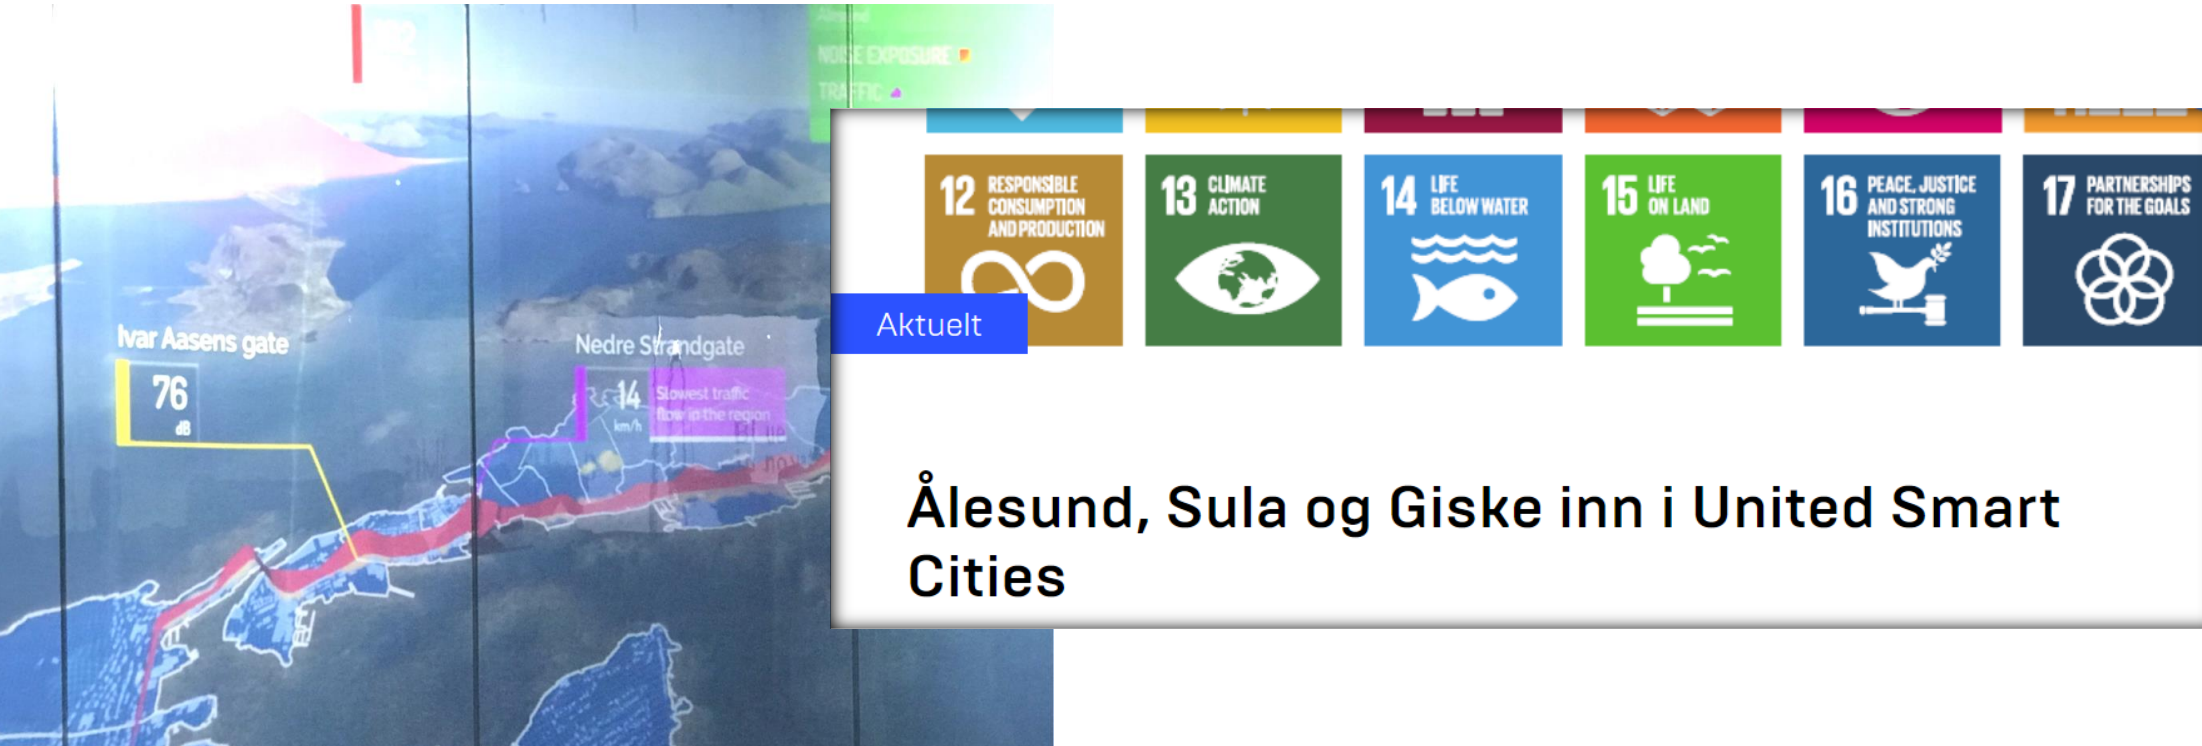 Ålesund
NOISE EXPOSURE
TRAFFIC
Ivar Aasens gate
76
dB
Nedre Strandgate
14
km/h
Slowest traffic
flow in the region
12 RESPONSIBLE
CONSUMPTION
AND PRODUCTION
13 CLIMATE
ACTION
14 LIFE
BELOW WATER
15 LIFE
ON LAND
16 PEACE, JUSTICE
AND STRONG
INSTITUTIONS
17 PARTNERSHIPS
FOR THE GOALS
Aktuelt
Ålesund, Sula og Giske inn i United Smart
Cities